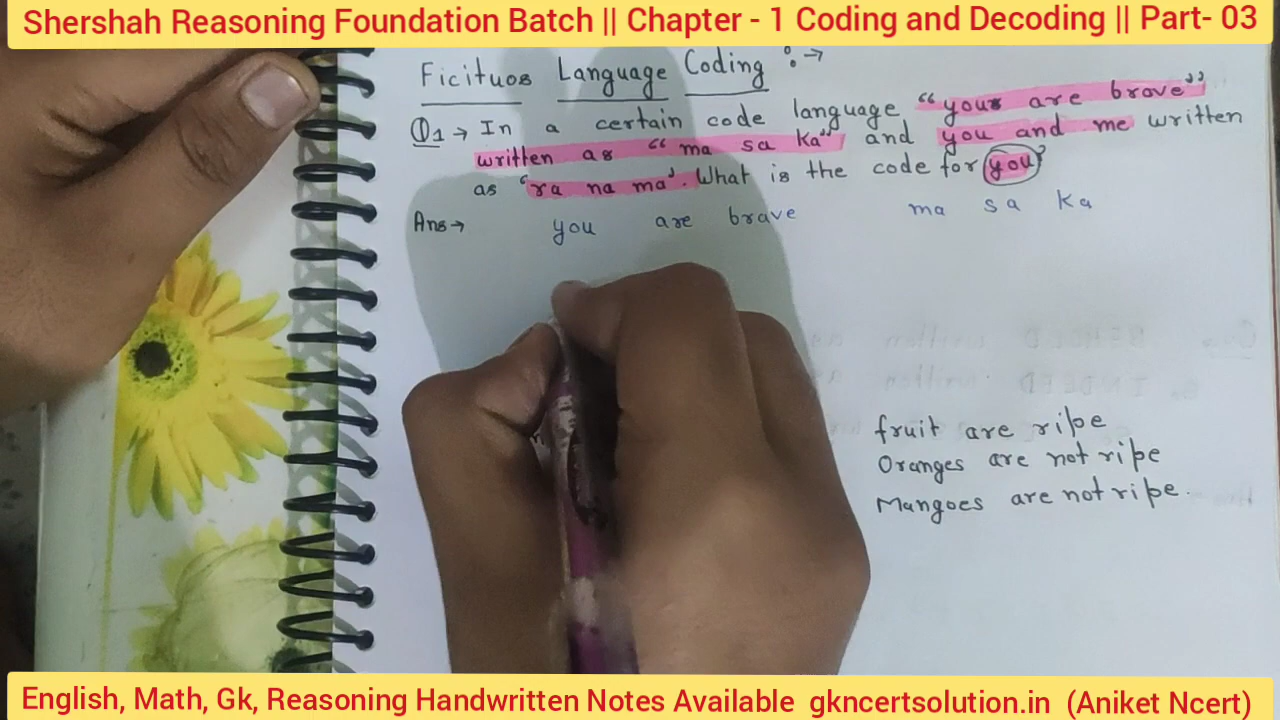 Shershah Reasoning Foundation Batch || Chapter - 1 Coding and Decoding || Part- 03
Ficituos Language Coding :→
Q1 → In a certain code language "your are brave"
written as "ma sa ka" and you and me written
as 'ra na ma'. What is the code for you'
Ans → you are brave ma sa ka
fruit are ripe
Oranges are not ripe
Mangoes are not ripe.
English, Math, Gk, Reasoning Handwritten Notes Available gkncertsolution.in (Aniket Ncert)